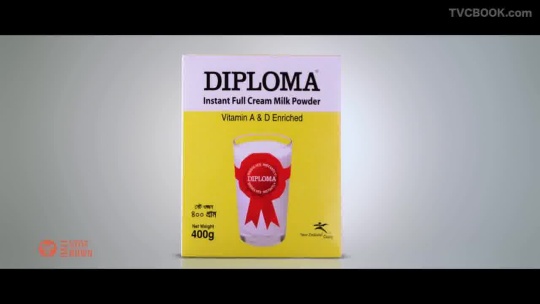 TVCBOOK.com
DIPLOMA
Instant Full Cream Milk Powder
Vitamin A & D Enriched
DIPLOMA
নেট ওজন
৪০০ গ্রাম
Net Weight
400g
New Zealand Dairy